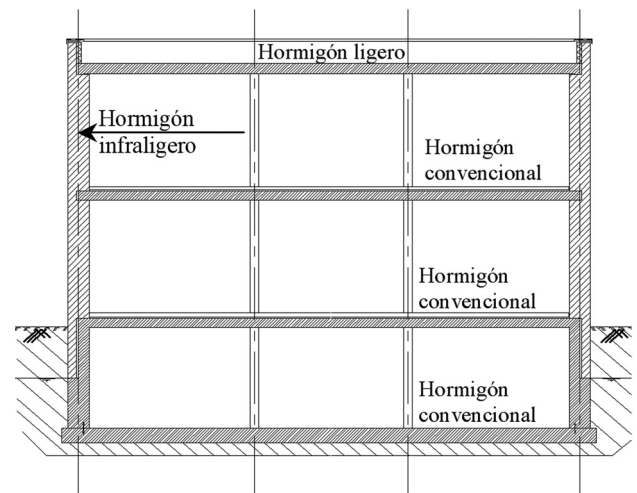 Hormigón ligero
Hormigón
infraligero
Hormigón
convencional
Hormigón
convencional
Hormigón
convencional